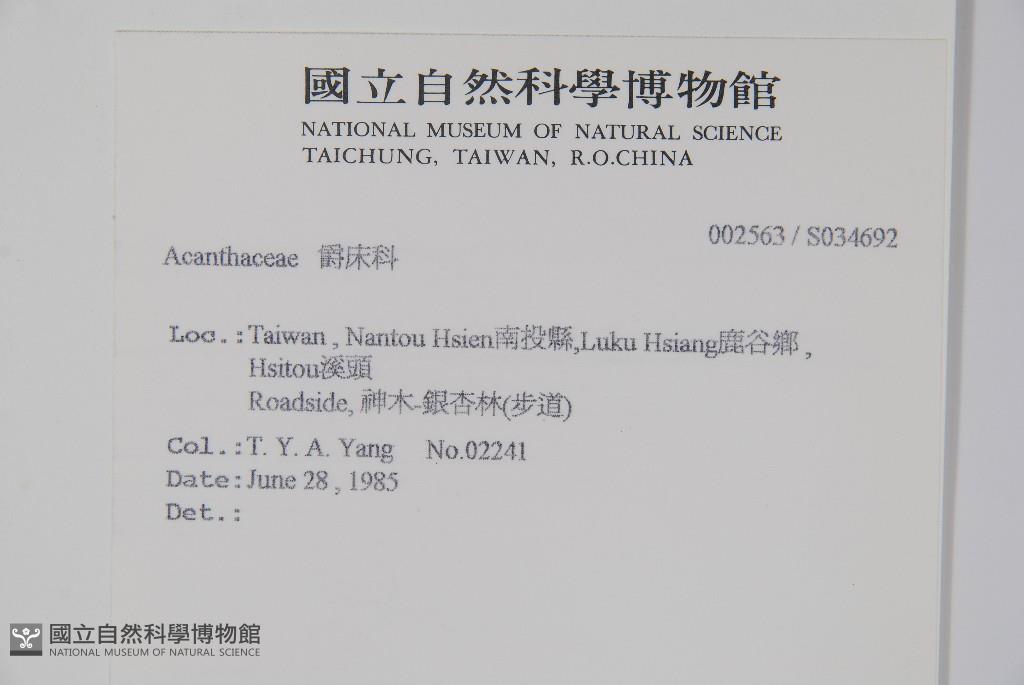 國立自然科學博物館
NATIONAL MUSEUM OF NATURAL SCIENCE
TAICHUNG, TAIWAN, R.O.CHINA
002563 / S034692
Acanthaceae 爵床科
Loc.:Taiwan , Nantou Hsien南投縣,Luku Hsiang鹿谷鄉 ,
Hsitou溪頭
Roadside, 神木-銀杏林(步道)
Col.:T. Y. A. Yang No.02241
Date:June 28 , 1985
Det.:
國立自然科學博物館
NATIONAL MUSEUM OF NATURAL SCIENCE